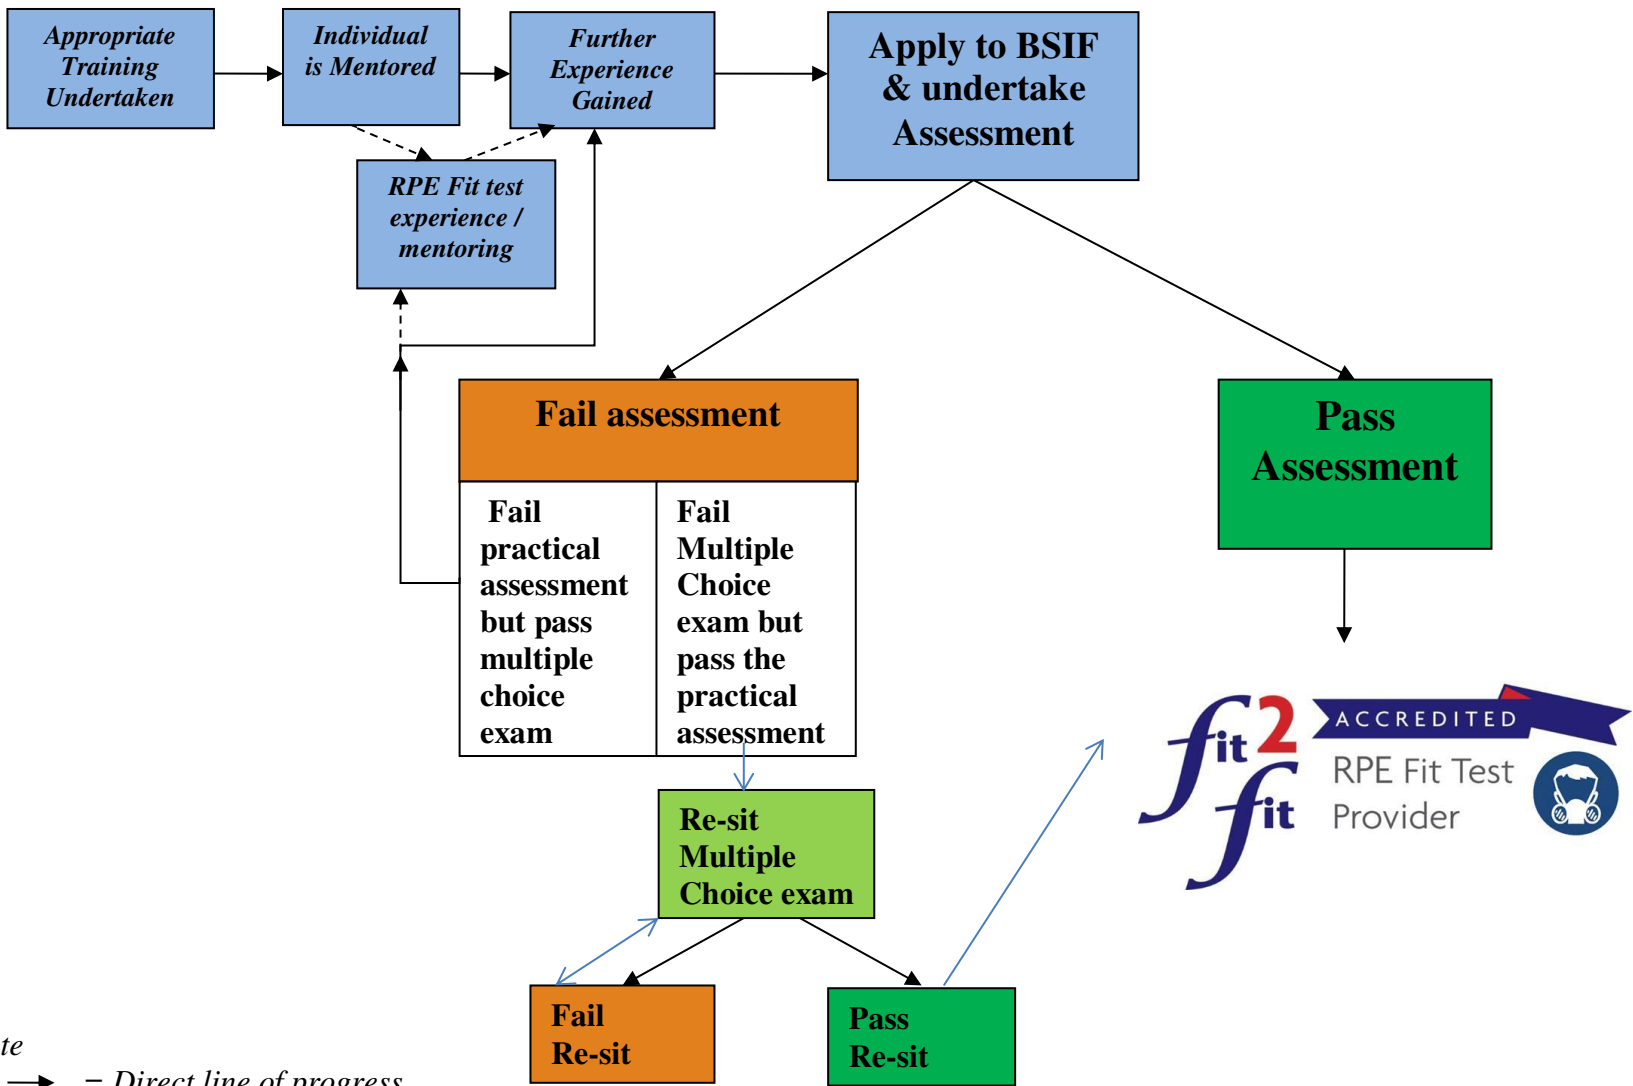 Appropriate
Training
Undertaken
Individual
is Mentored
Further
Experience
Gained
Apply to BSIF
& undertake
Assessment
RPE Fit test
experience /
mentoring
Fail assessment
Pass
Assessment
Fail
practical
assessment
but pass
multiple
choice
exam
Fail
Multiple
Choice
exam but
pass the
practical
assessment
fit2
fit
ACCREDITED
RPE Fit Test
Provider
Re-sit
Multiple
Choice exam
Fail
Re-sit
Pass
Re-sit
te
= Direct line of progress